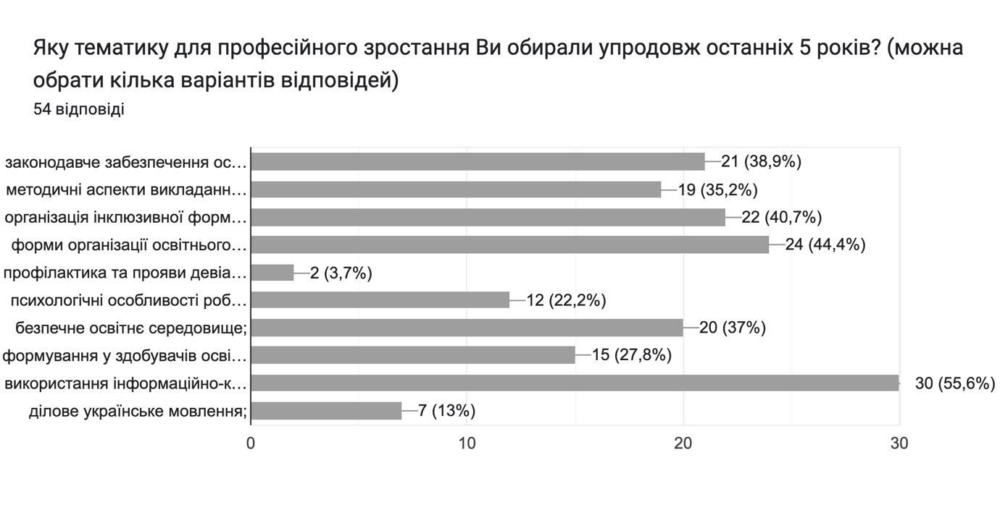 Яку тематику для професійного зростання Ви обирали упродовж останніх 5 років? (можна
обрати кілька варіантів відповідей)
54 відповіді
законодавче забезпечення ос… 21 (38,9%)
методичні аспекти викладанн… 19 (35,2%)
організація інклюзивної форм… 22 (40,7%)
форми організації освітнього… 24 (44,4%)
профілактика та прояви девіа… 2 (3,7%)
психологічні особливості роб… 12 (22,2%)
безпечне освітнє середовище; 20 (37%)
формування у здобувачів осві… 15 (27,8%)
використання інформаційно-к… 30 (55,6%)
ділове українське мовлення; 7 (13%)
0 10 20 30